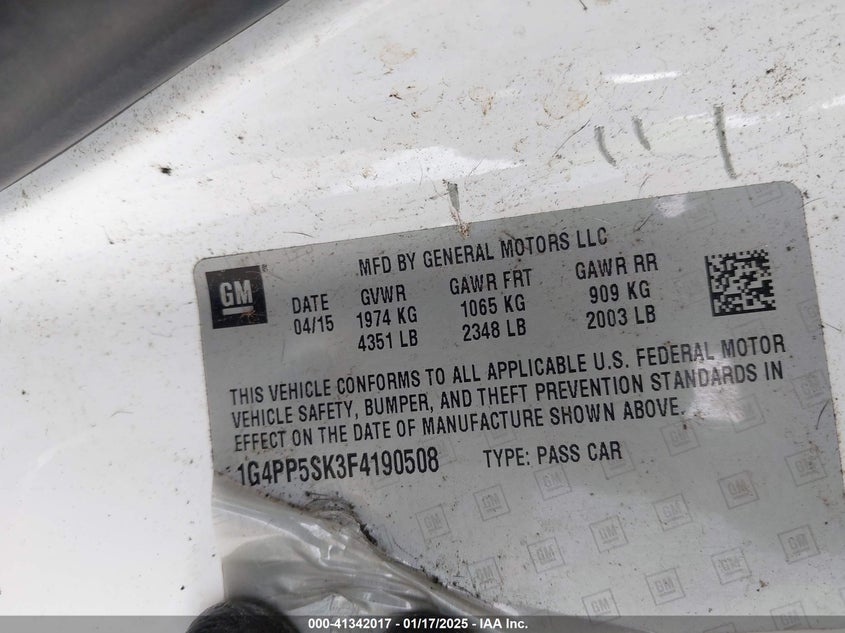 MFD BY GENERAL MOTORS LLC
GM
DATE GVWR GAWR FRT GAWR RR
04/15 1974 KG 1065 KG 909 KG
4351 LB 2348 LB 2003 LB
THIS VEHICLE CONFORMS TO ALL APPLICABLE U.S. FEDERAL MOTOR
VEHICLE SAFETY, BUMPER, AND THEFT PREVENTION STANDARDS IN
EFFECT ON THE DATE OF MANUFACTURE SHOWN ABOVE.
1G4PP5SK3F4190508 TYPE: PASS CAR
000-41342017 - 01/17/2025 - IAA Inc.